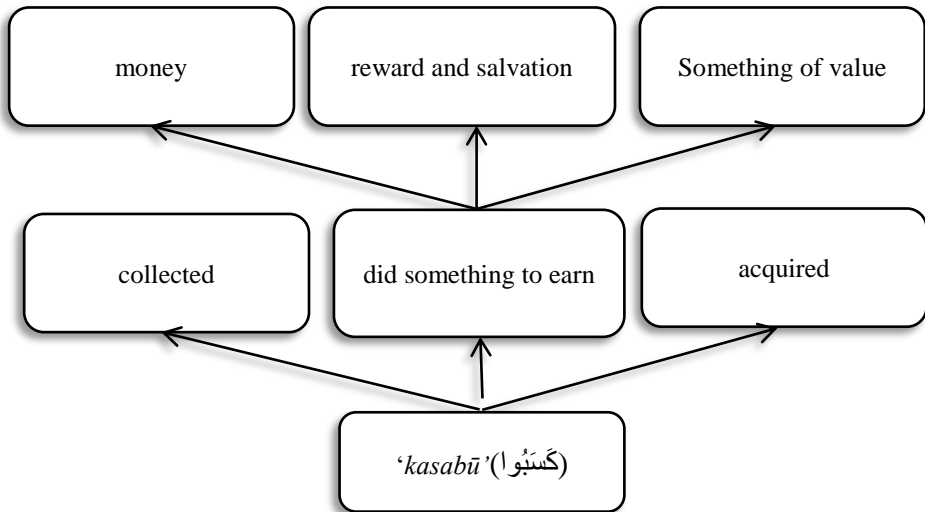 money
reward and salvation
Something of value
collected
did something to earn
acquired
‘kasabū’(كَسَبُوا)